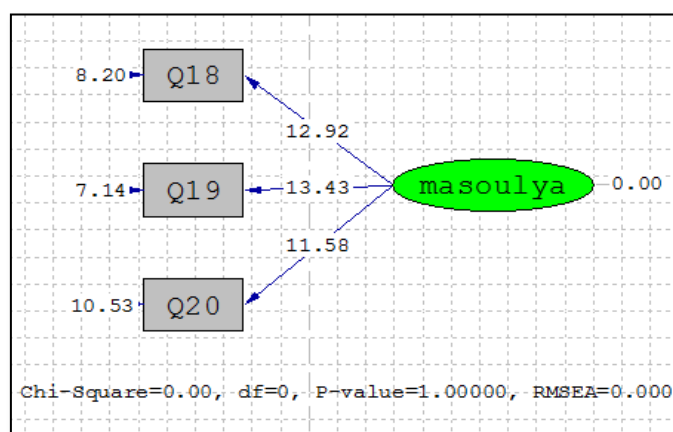 8.20 Q18
12.92
7.14 Q19 13.43 masoulya 0.00
11.58
10.53 Q20
Chi-Square=0.00, df=0, P-value=1.00000, RMSEA=0.000